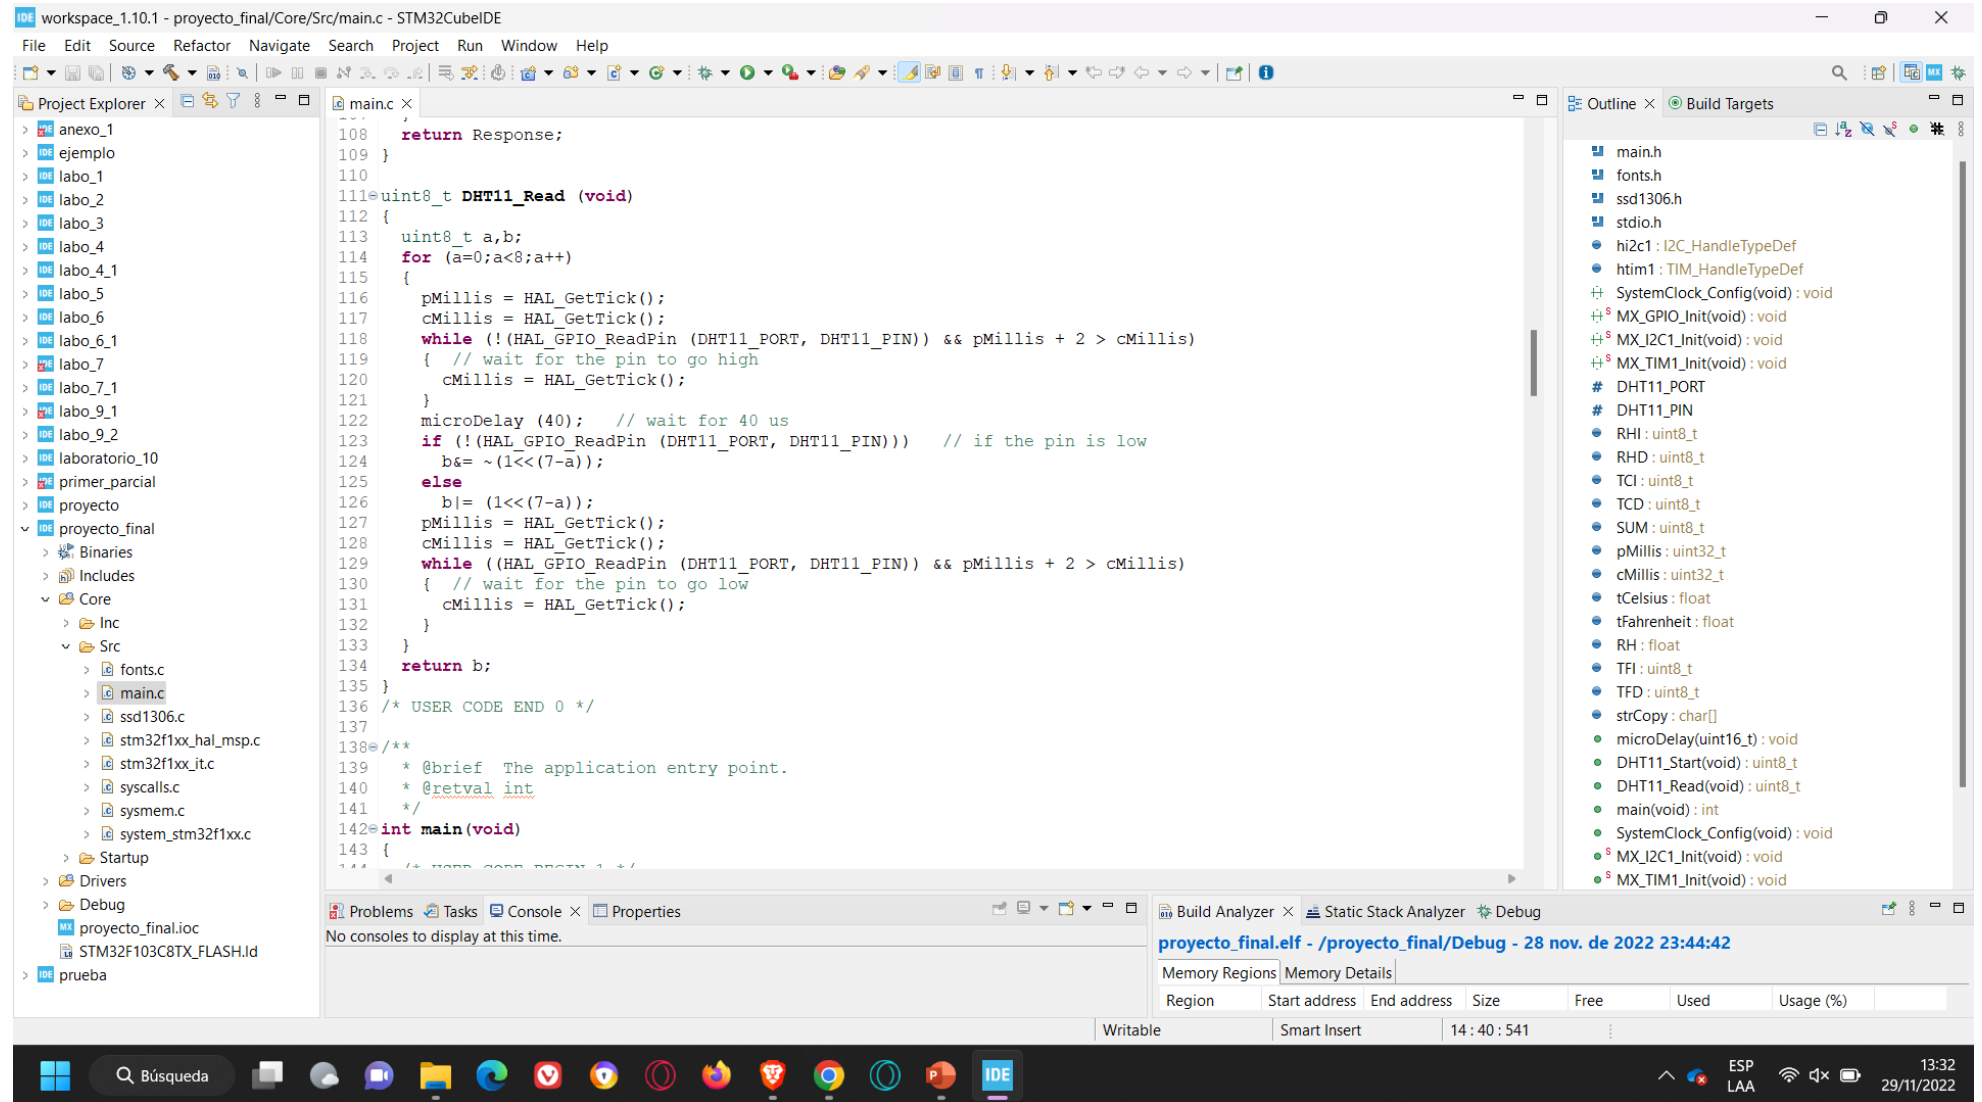 workspace_1.10.1 - proyecto_final/Core/Src/main.c - STM32CubeIDE
File Edit Source Refactor Navigate Search Project Run Window Help
Project Explorer
anexo_1
ejemplo
labo_1
labo_2
labo_3
labo_4
labo_4_1
labo_5
labo_6
labo_6_1
labo_7
labo_7_1
labo_9_1
labo_9_2
laboratorio_10
primer_parcial
proyecto
proyecto_final
Binaries
Includes
Core
Inc
Src
fonts.c
main.c
ssd1306.c
stm32f1xx_hal_msp.c
stm32f1xx_it.c
syscalls.c
sysmem.c
system_stm32f1xx.c
Startup
Drivers
Debug
proyecto_final.ioc
STM32F103C8TX_FLASH.ld
prueba
main.c
108 return Response;
109 }
110
111 uint8_t DHT11_Read (void)
112 {
113 uint8_t a,b;
114 for (a=0;a<8;a++)
115 {
116 pMillis = HAL_GetTick();
117 cMillis = HAL_GetTick();
118 while (!(HAL_GPIO_ReadPin (DHT11_PORT, DHT11_PIN)) && pMillis + 2 > cMillis)
119 { // wait for the pin to go high
120 cMillis = HAL_GetTick();
121 }
122 microDelay (40); // wait for 40 us
123 if (!(HAL_GPIO_ReadPin (DHT11_PORT, DHT11_PIN))) // if the pin is low
124 b&= ~(1<<(7-a));
125 else
126 b|= (1<<(7-a));
127 pMillis = HAL_GetTick();
128 cMillis = HAL_GetTick();
129 while ((HAL_GPIO_ReadPin (DHT11_PORT, DHT11_PIN)) && pMillis + 2 > cMillis)
130 { // wait for the pin to go low
131 cMillis = HAL_GetTick();
132 }
133 }
134 return b;
135 }
136 /* USER CODE END 0 */
137
138 /**
139 * @brief The application entry point.
140 * @retval int
141 */
142 int main(void)
143 {
144 /* USER CODE BEGIN 1 */
Outline Build Targets
main.h
fonts.h
ssd1306.h
stdio.h
hi2c1 : I2C_HandleTypeDef
htim1 : TIM_HandleTypeDef
SystemClock_Config(void) : void
MX_GPIO_Init(void) : void
MX_I2C1_Init(void) : void
MX_TIM1_Init(void) : void
DHT11_PORT
DHT11_PIN
RHI : uint8_t
RHD : uint8_t
TCI : uint8_t
TCD : uint8_t
SUM : uint8_t
pMillis : uint32_t
cMillis : uint32_t
tCelsius : float
tFahrenheit : float
RH : float
TFI : uint8_t
TFD : uint8_t
strCopy : char[]
microDelay(uint16_t) : void
DHT11_Start(void) : uint8_t
DHT11_Read(void) : uint8_t
main(void) : int
SystemClock_Config(void) : void
MX_I2C1_Init(void) : void
MX_TIM1_Init(void) : void
Problems Tasks Console Properties
No consoles to display at this time.
Build Analyzer Static Stack Analyzer Debug
proyecto_final.elf - /proyecto_final/Debug - 28 nov. de 2022 23:44:42
Memory Regions Memory Details
Region Start address End address Size Free Used Usage (%)
Writable Smart Insert 14 : 40 : 541
Búsqueda
IDE
ESP
LAA
13:32
29/11/2022